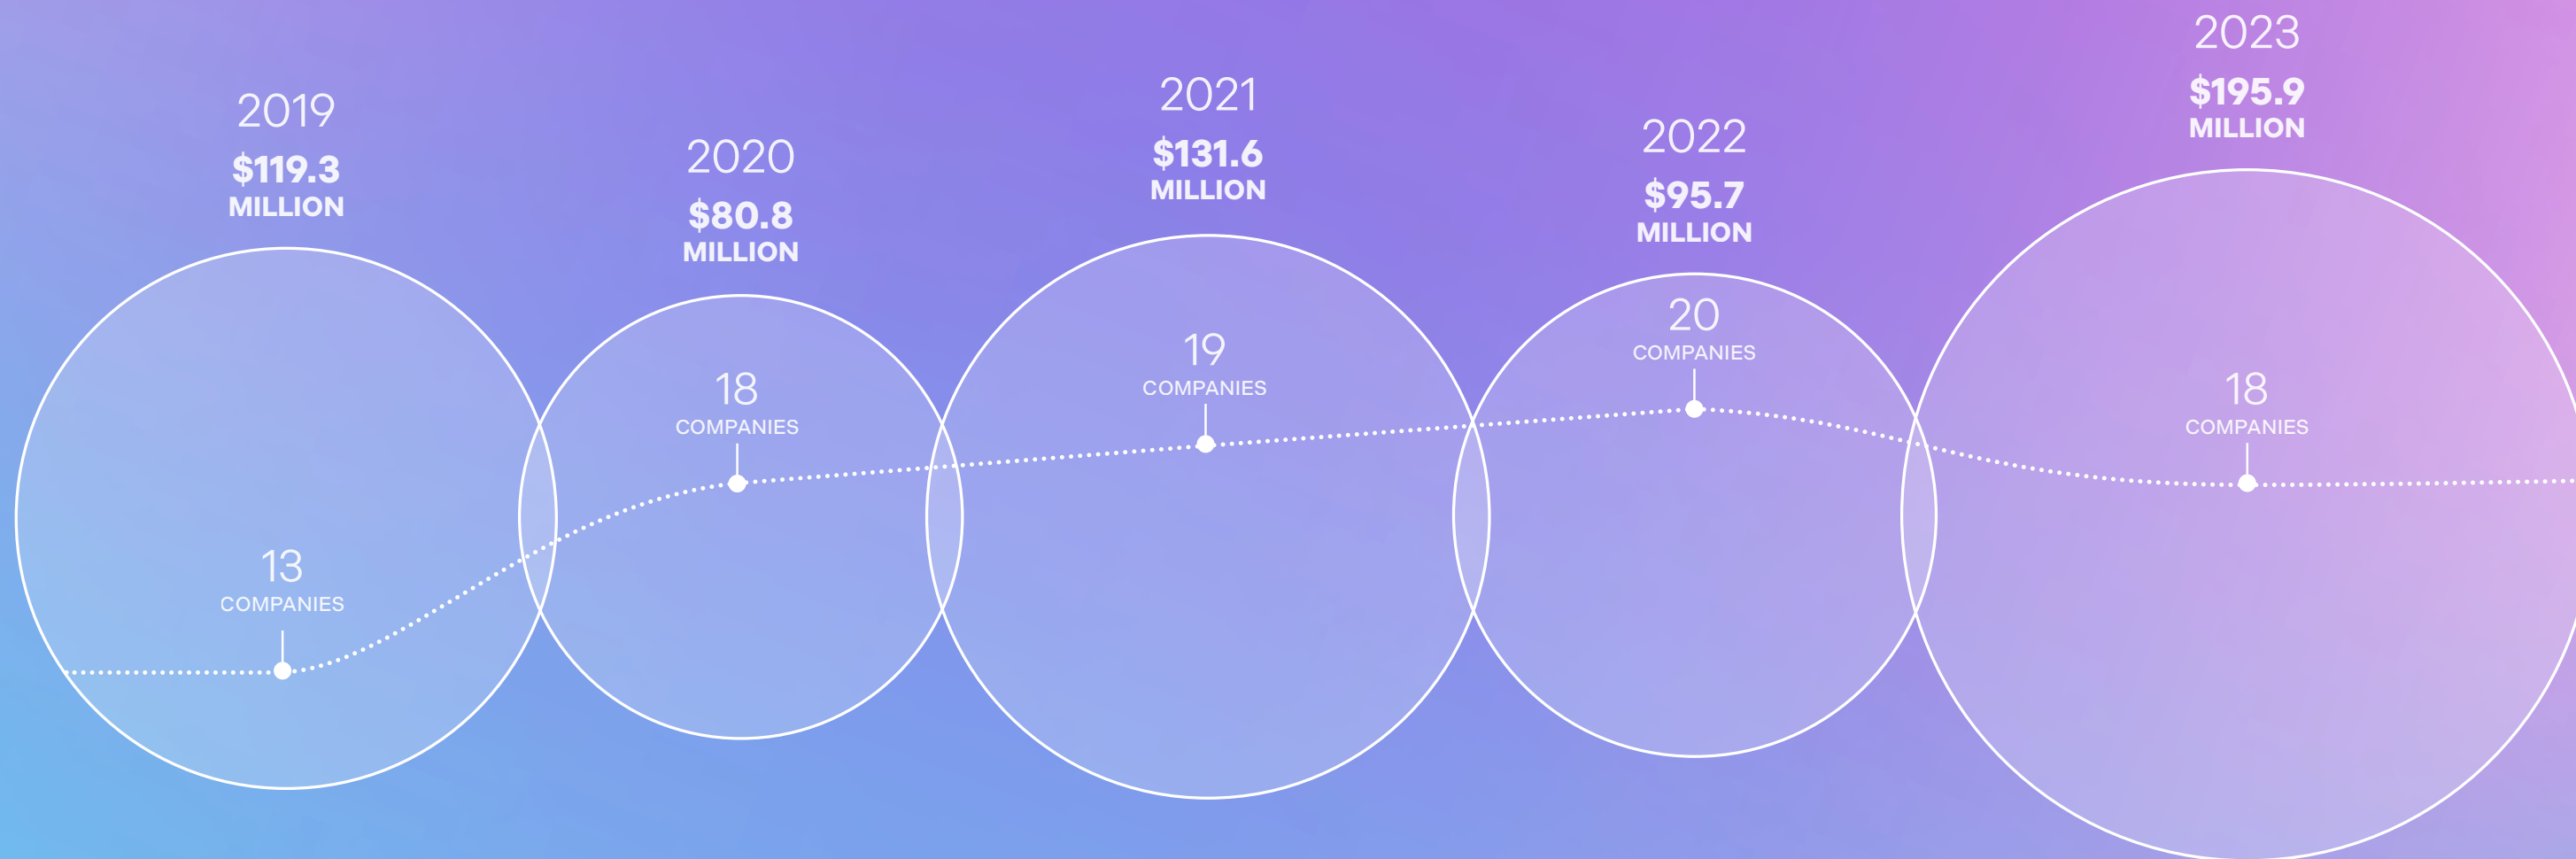 2019
$119.3
MILLION
13
COMPANIES
2020
$80.8
MILLION
18
COMPANIES
2021
$131.6
MILLION
19
COMPANIES
2022
$95.7
MILLION
20
COMPANIES
2023
$195.9
MILLION
18
COMPANIES